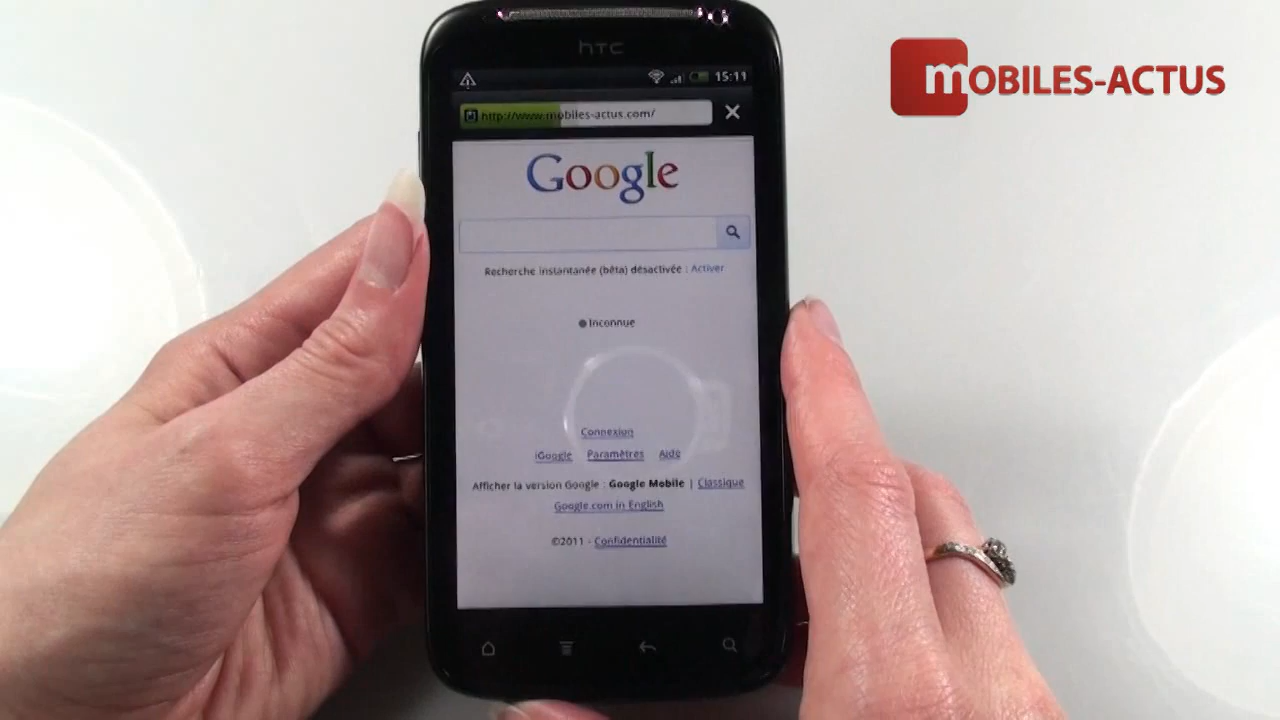 mOBILES-ACTUS
hTC
15:11
http://www.mobiles-actus.com/
Google
Recherche instantanée (bêta) désactivée : Activer
Inconnue
Connexion
iGoogle Paramètres Aide
Afficher la version Google : Google Mobile | Classique
Google.com in English
©2011 - Confidentialité